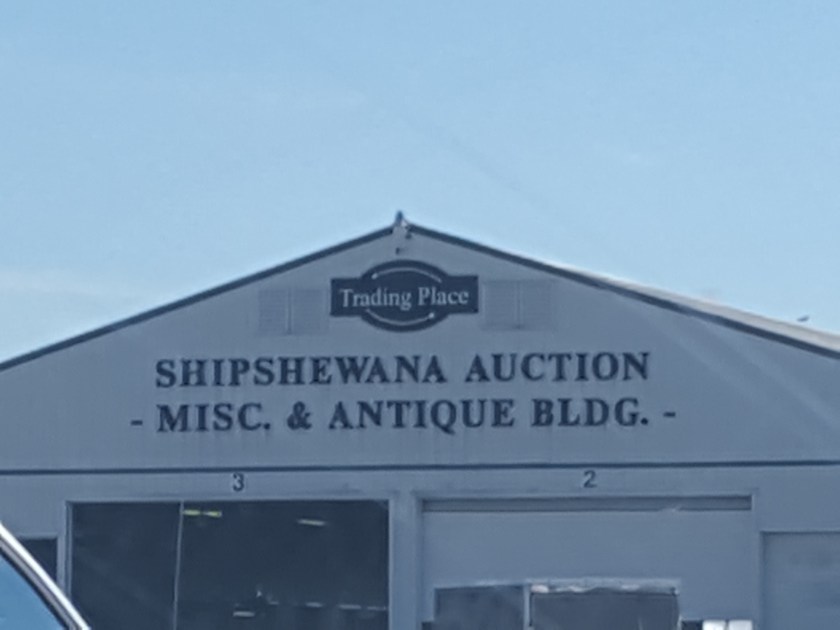 Trading Place
SHIPSHEWANA AUCTION
- MISC. & ANTIQUE BLDG. -
3 2